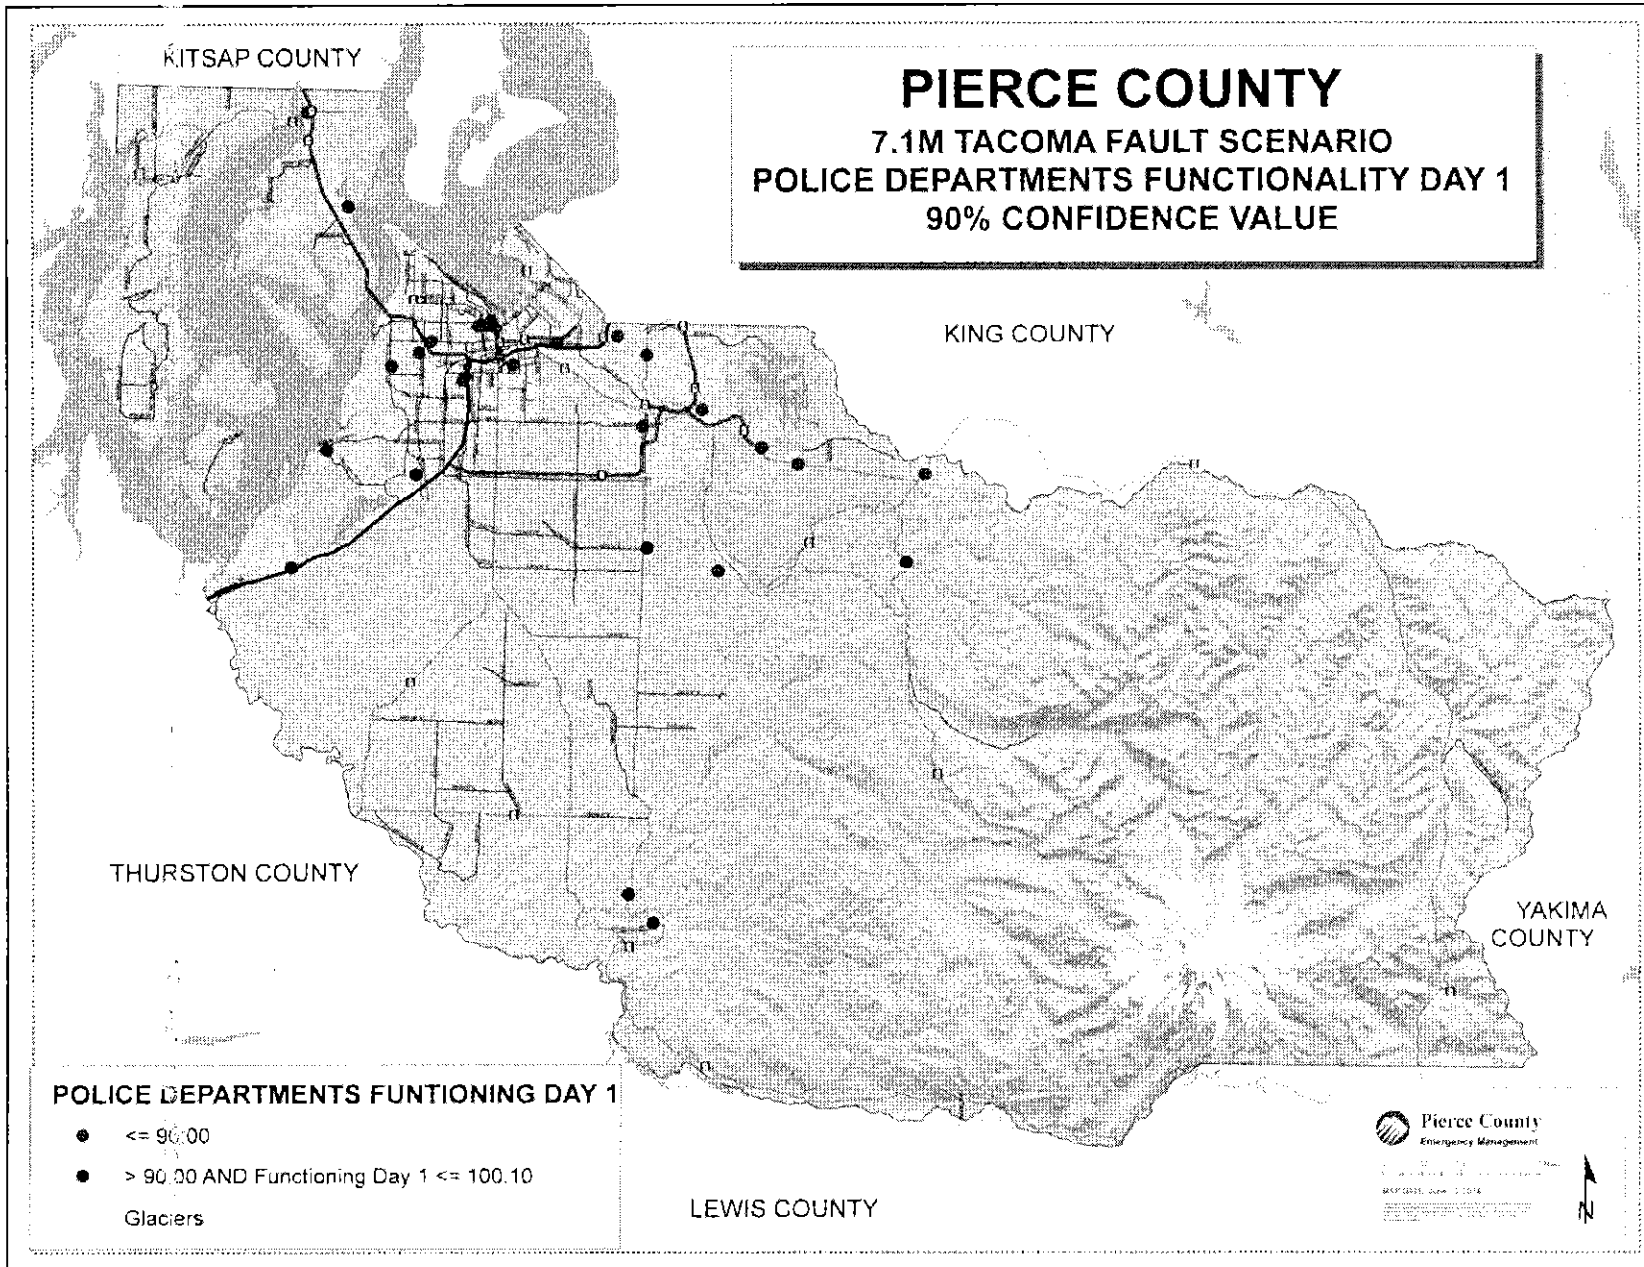 KITSAP COUNTY
PIERCE COUNTY
7.1M TACOMA FAULT SCENARIO
POLICE DEPARTMENTS FUNCTIONALITY DAY 1
90% CONFIDENCE VALUE
KING COUNTY
THURSTON COUNTY
YAKIMA
COUNTY
POLICE DEPARTMENTS FUNTIONING DAY 1
<= 90.00
> 90.00 AND Functioning Day 1 <= 100.10
Glaciers
LEWIS COUNTY
Pierce County
Emergency Management
N